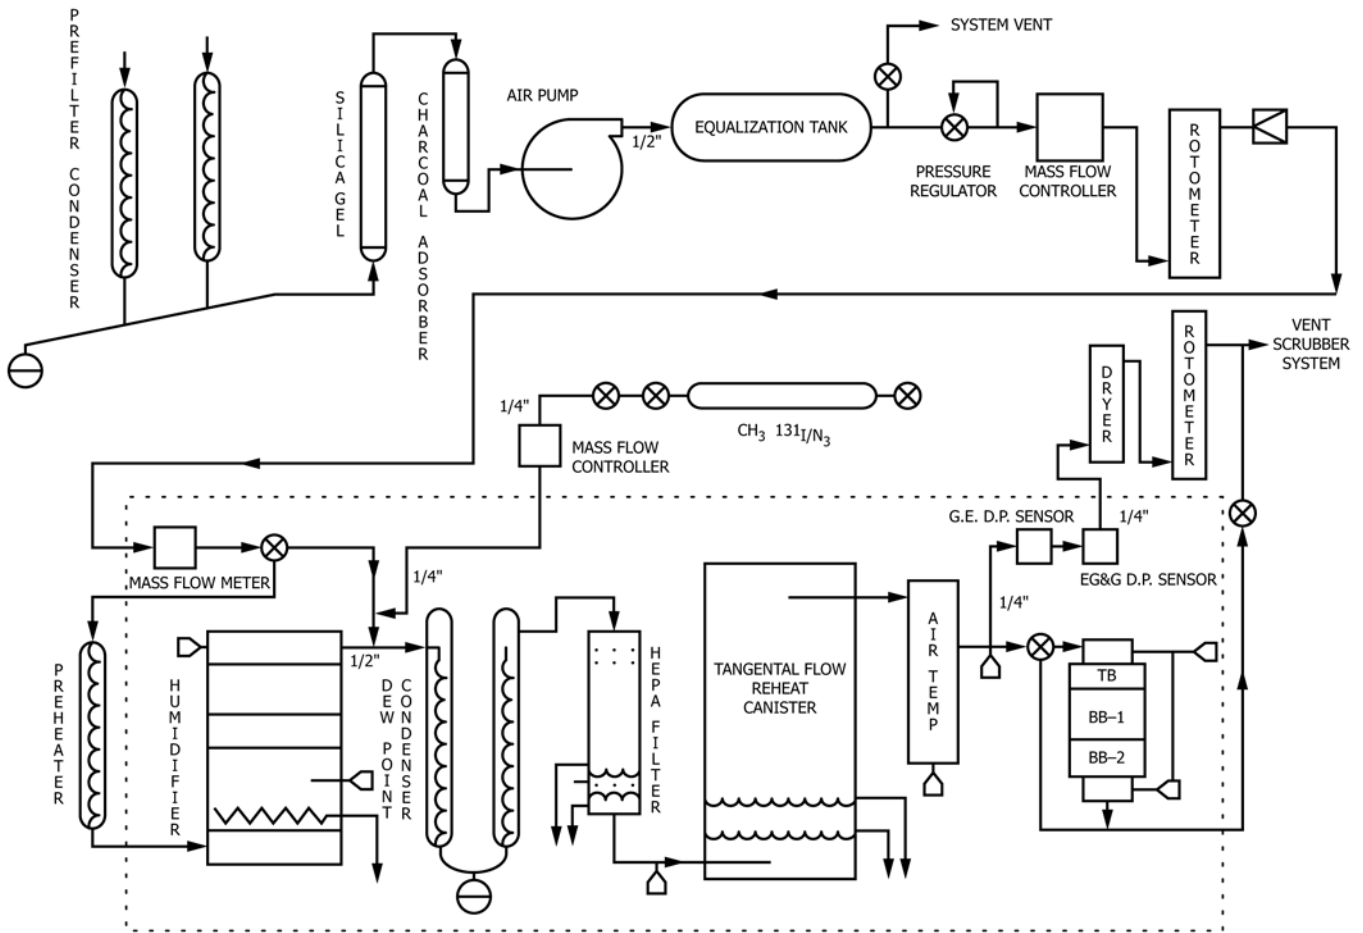 PREFILTER CONDENSER
SILICA GEL
CHARCOAL ADSORBER
AIR PUMP
1/2"
EQUALIZATION TANK
SYSTEM VENT
PRESSURE
REGULATOR
MASS FLOW
CONTROLLER
ROTOMETER
VENT
SCRUBBER
SYSTEM
ROTOMETER
DRYER
1/4"
CH3 131I/N3
MASS FLOW
CONTROLLER
G.E. D.P. SENSOR
1/4"
EG&G D.P. SENSOR
MASS FLOW METER
1/4"
1/4"
PREHEATER
HUMIDIFIER
1/2"
DEW POINT
CONDENSER
HEPA FILTER
TANGENTAL FLOW
REHEAT
CANISTER
AIR TEMP
TB
BB–1
BB–2